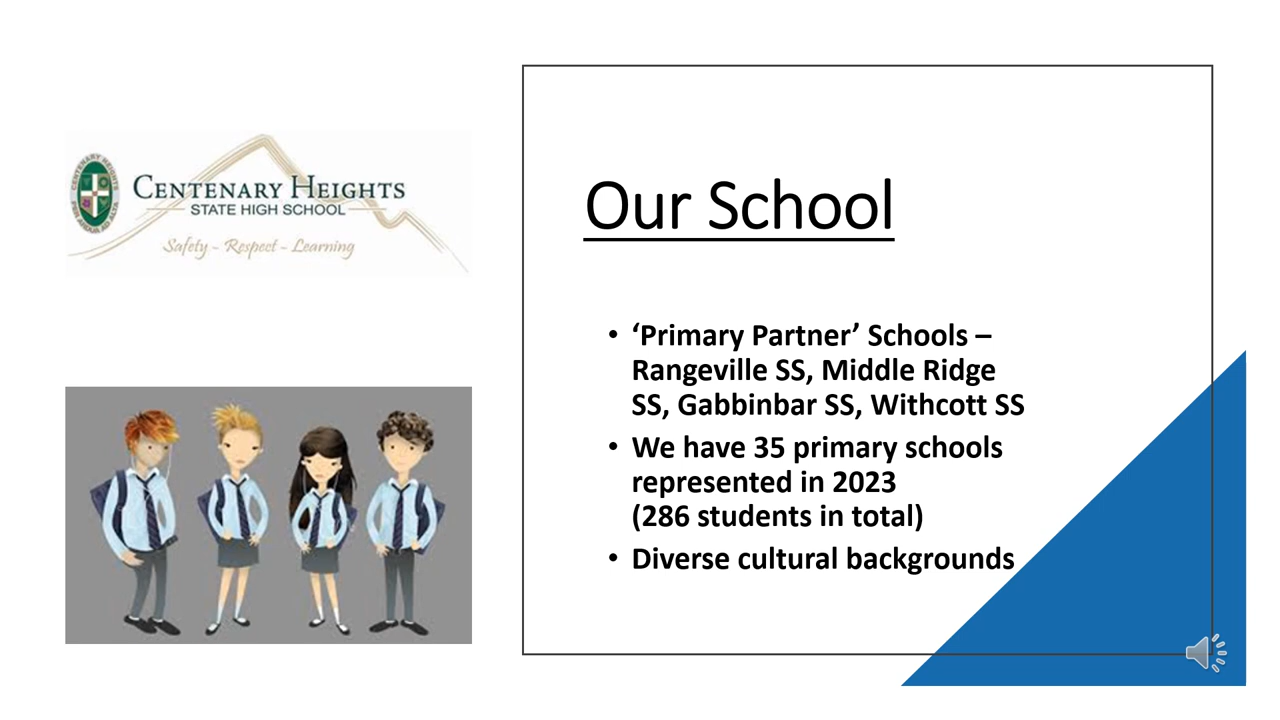 CENTENARY HEIGHTS
STATE HIGH SCHOOL
Safety ~ Respect ~ Learning
Our School
• ‘Primary Partner’ Schools –
Rangeville SS, Middle Ridge
SS, Gabbinbar SS, Withcott SS
• We have 35 primary schools
represented in 2023
(286 students in total)
• Diverse cultural backgrounds